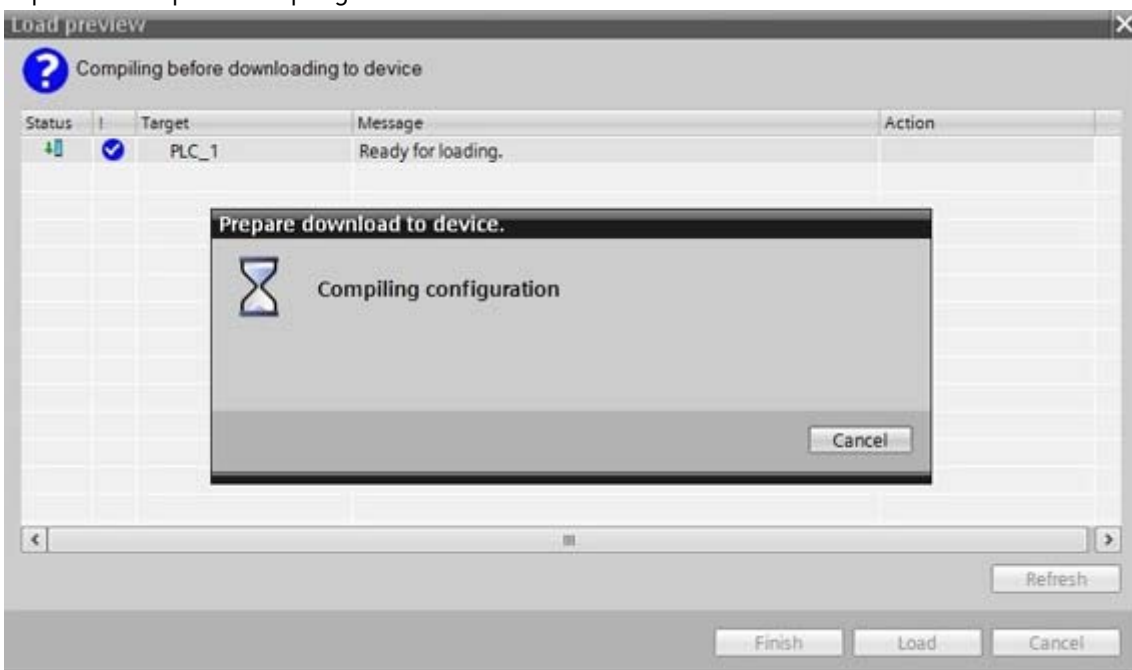 Load preview
Compiling before downloading to device
Status ! Target Message Action
PLC_1 Ready for loading.
Prepare download to device.
Compiling configuration
Cancel
Refresh
Finish Load Cancel